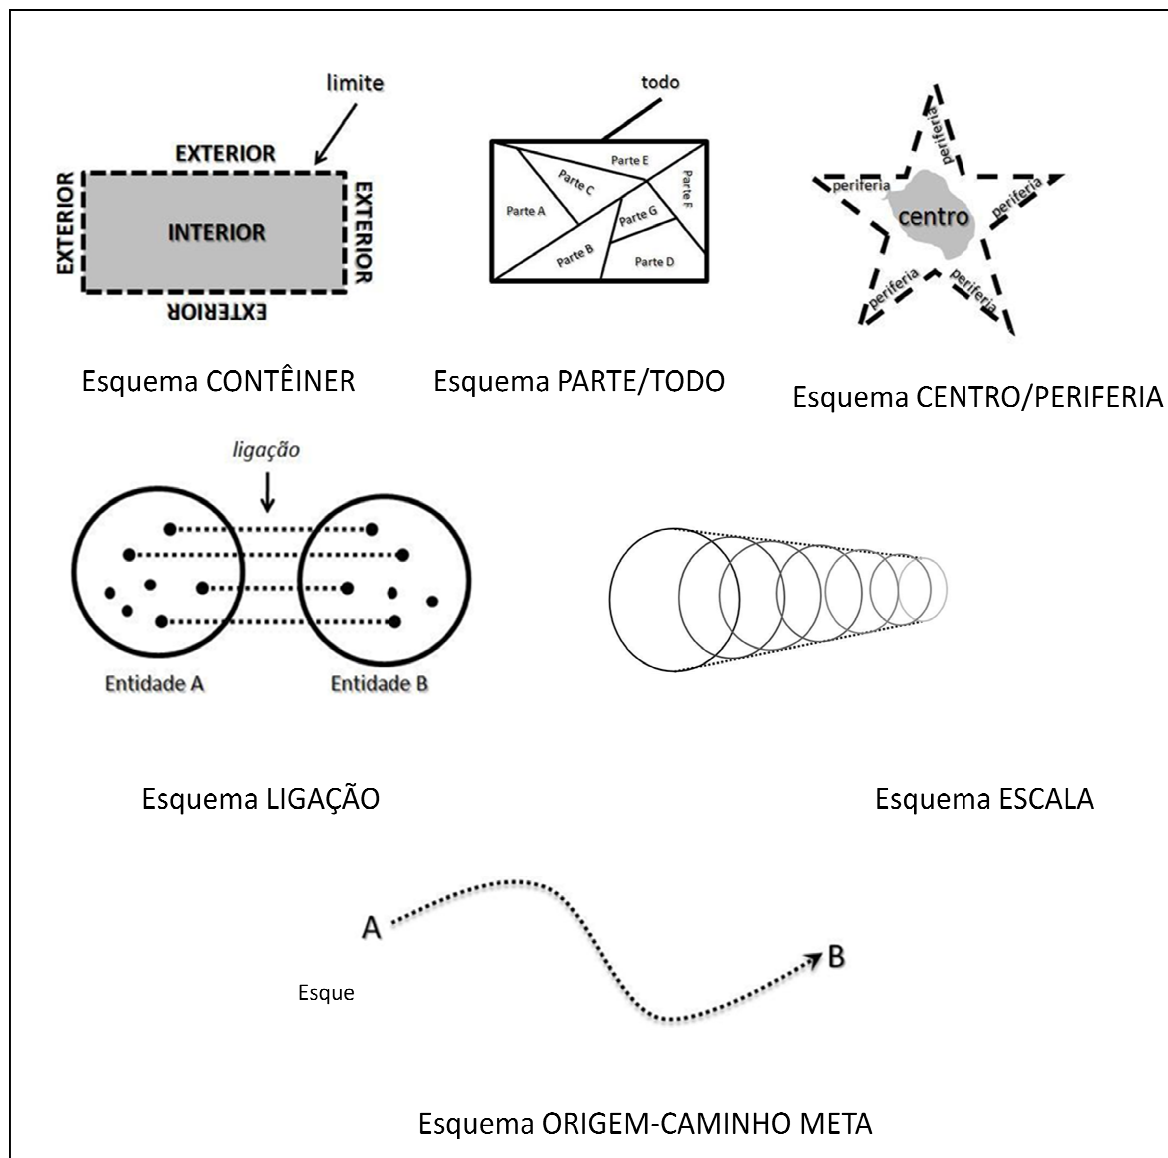 limite
EXTERIOR
EXTERIOR
INTERIOR
EXTERIOR
EXTERIOR
Esquema CONTÊINER
todo
Parte E
Parte C
Parte F
Parte A
Parte G
Parte B
Parte D
Esquema PARTE/TODO
periferia
periferia
periferia
centro
periferia
periferia
Esquema CENTRO/PERIFERIA
ligação
Entidade A
Entidade B
Esquema LIGAÇÃO
Esquema ESCALA
A
B
Esque
Esquema ORIGEM-CAMINHO META